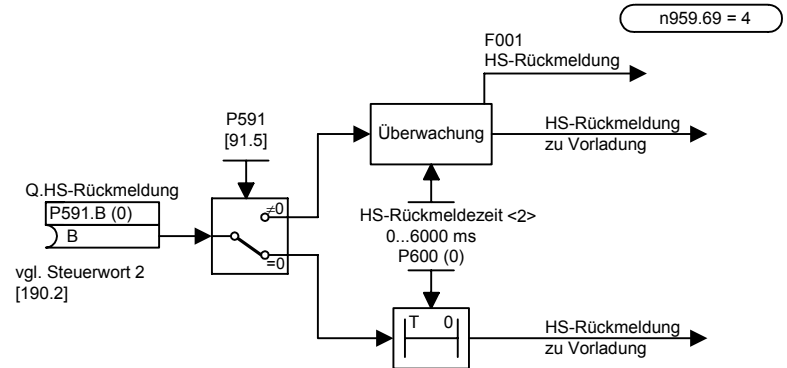 n959.69 = 4
F001
HS-Rückmeldung
P591
[91.5]
Überwachung
HS-Rückmeldung
zu Vorladung
Q.HS-Rückmeldung
P591.B (0)
B
≠0
=0
HS-Rückmeldezeit <2>
0...6000 ms
P600 (0)
vgl. Steuerwort 2
[190.2]
T 0
HS-Rückmeldung
zu Vorladung